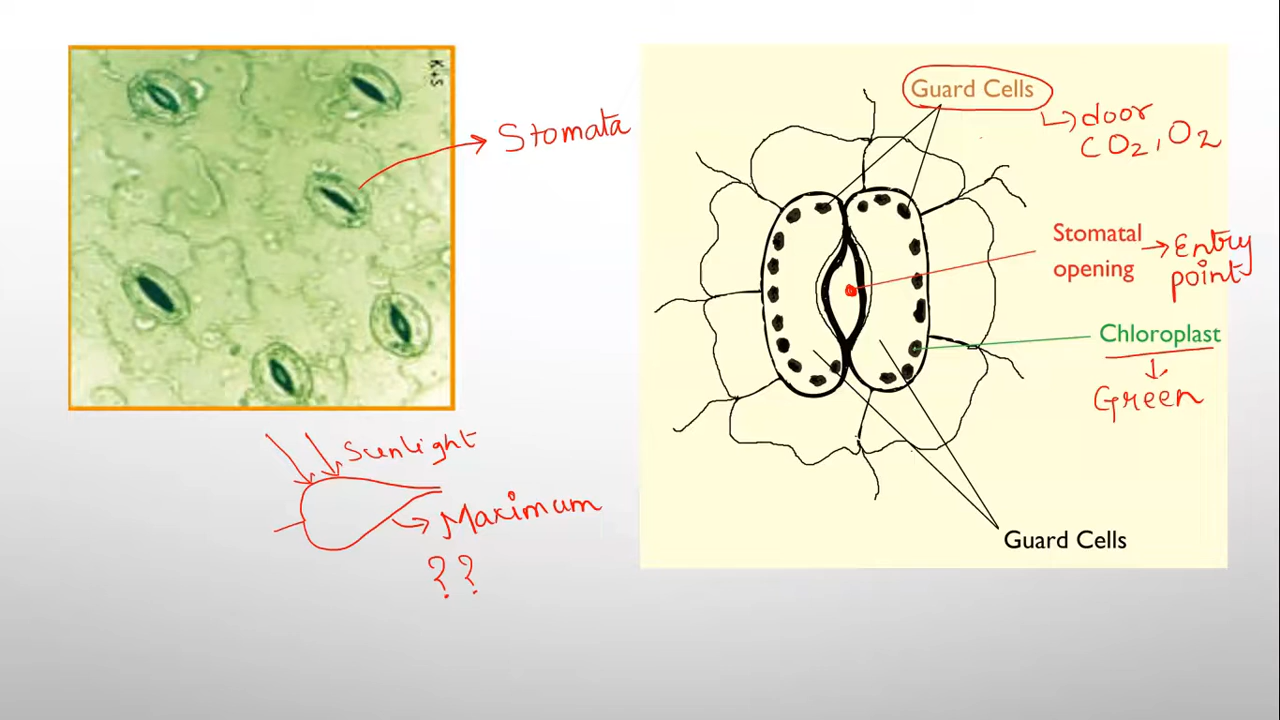 K+S
Stomata
Sunlight
Maximum
??
Guard Cells
door
CO2, O2
Stomatal
opening
Entry
point
Chloroplast
Green
Guard Cells